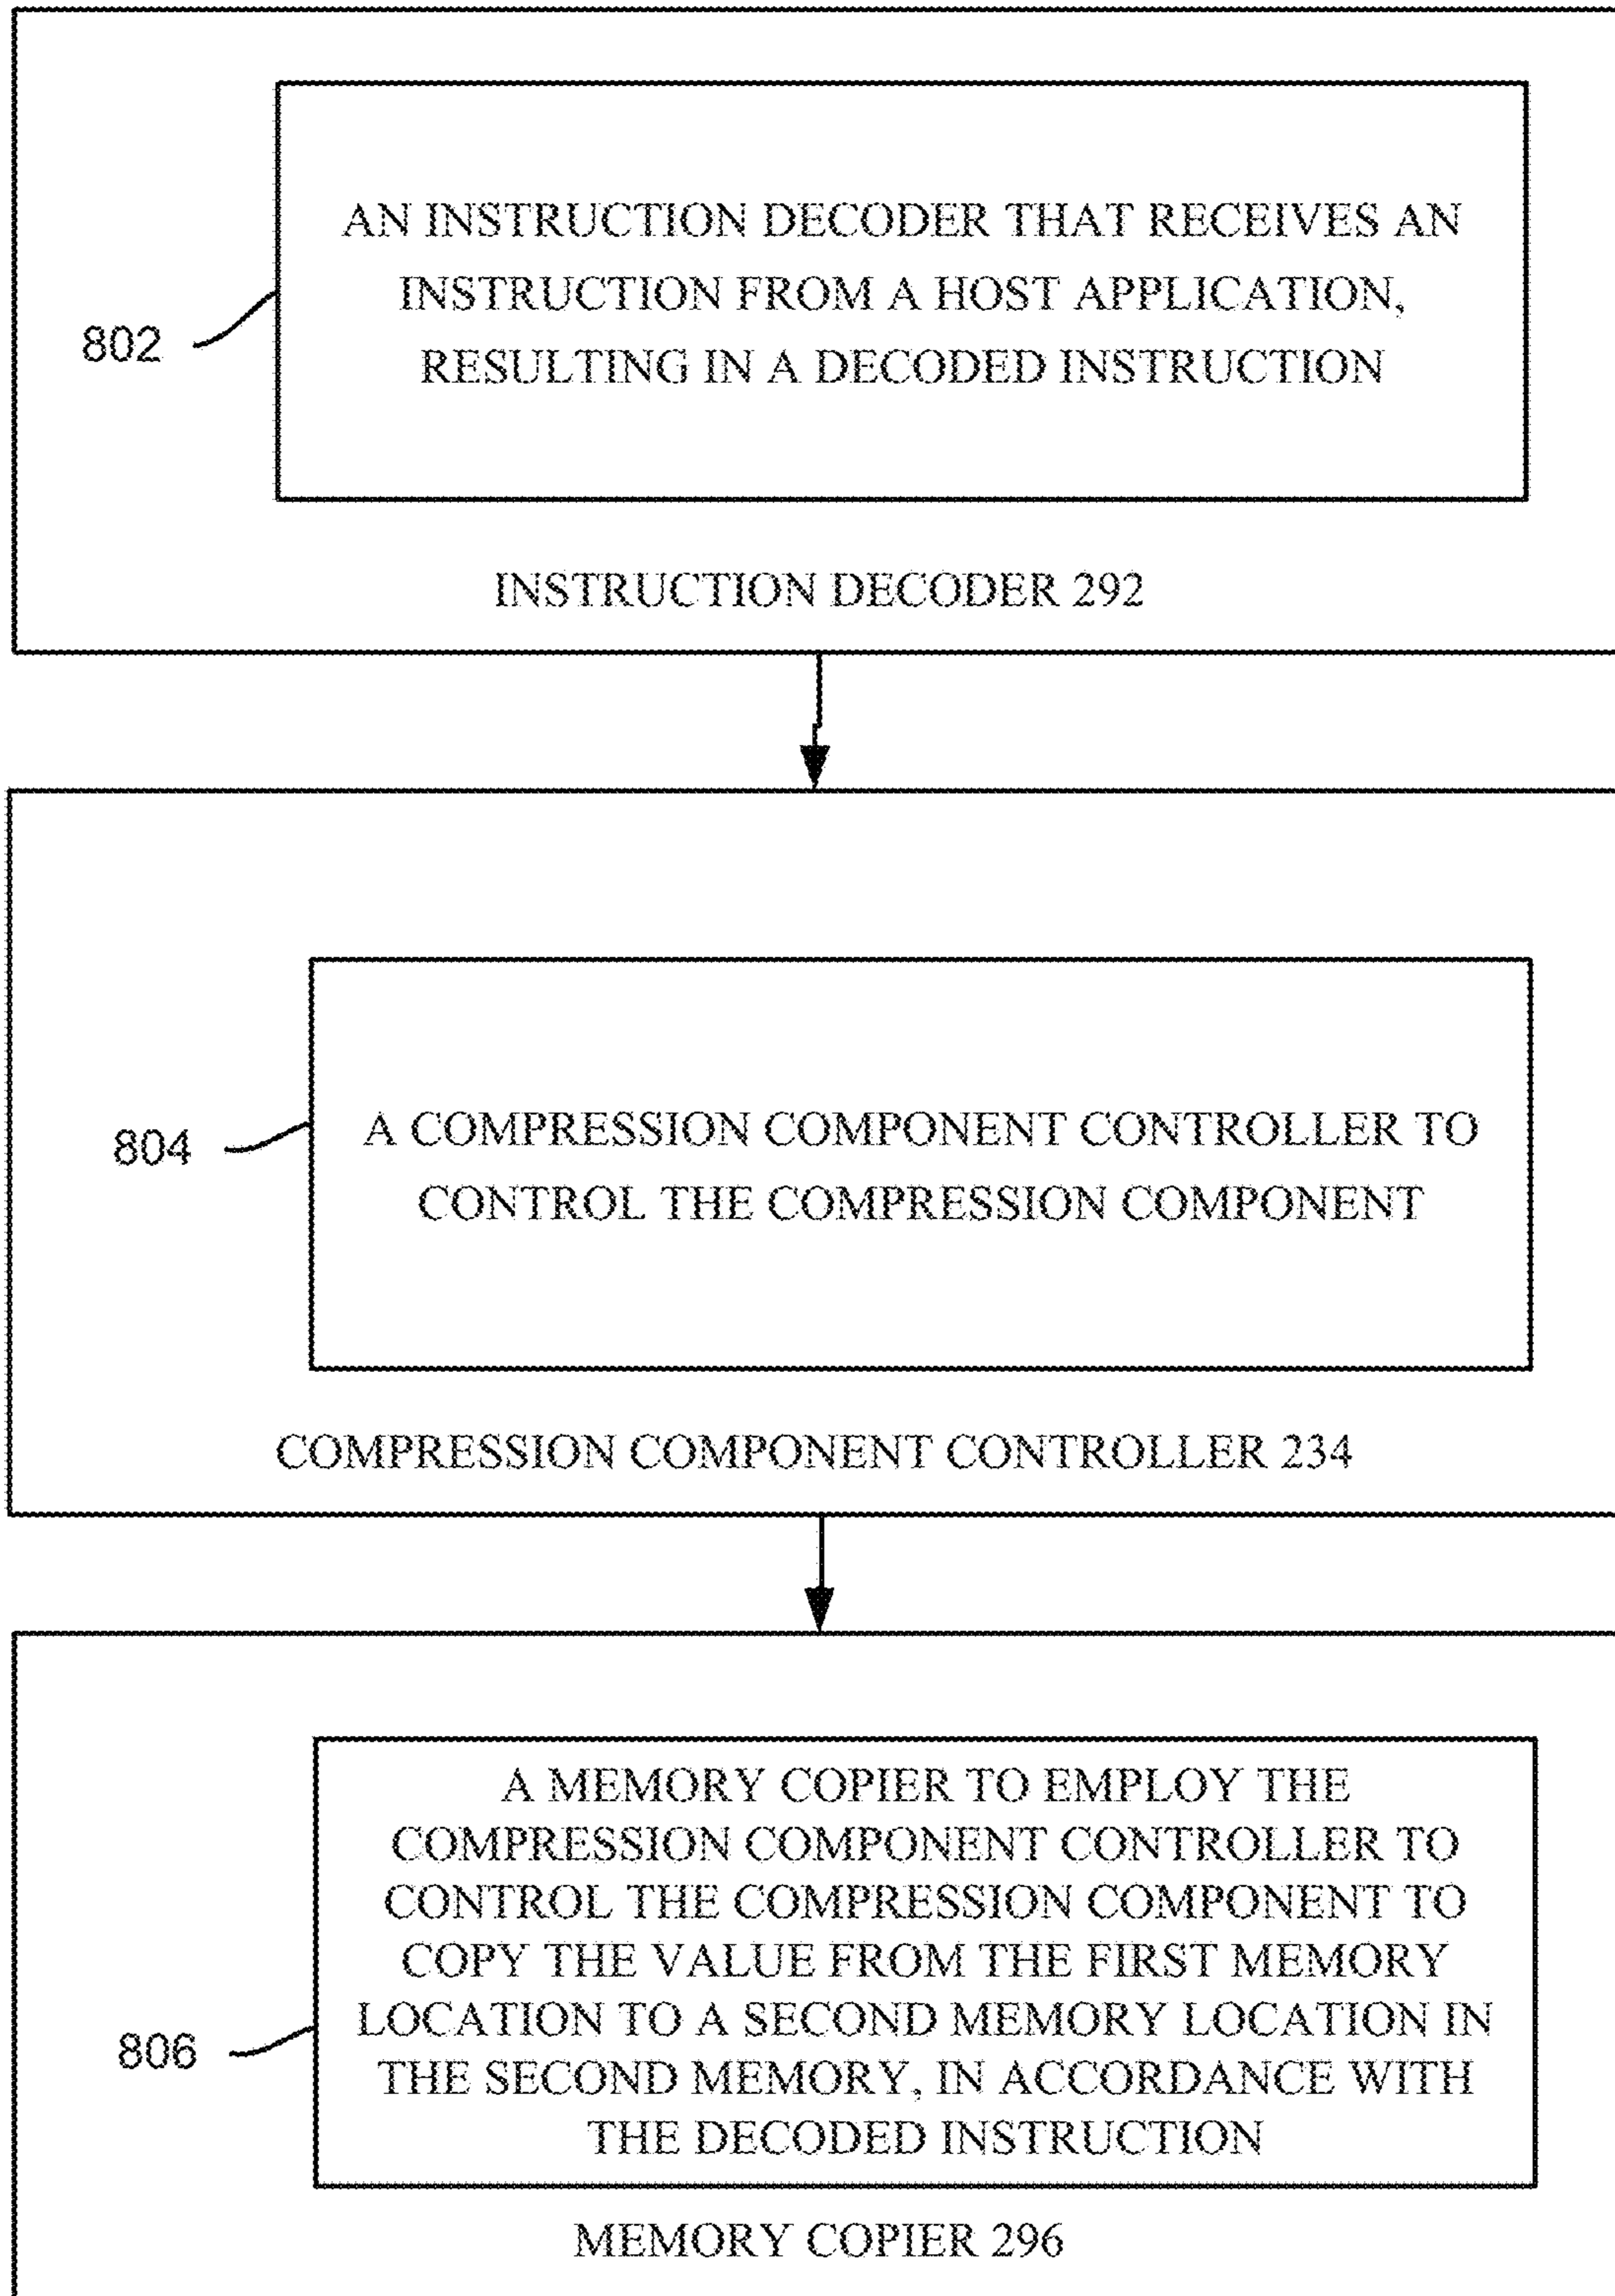 AN INSTRUCTION DECODER THAT RECEIVES AN
INSTRUCTION FROM A HOST APPLICATION,
RESULTING IN A DECODED INSTRUCTION
802
INSTRUCTION DECODER 292
A COMPRESSION COMPONENT CONTROLLER TO
CONTROL THE COMPRESSION COMPONENT
804
COMPRESSION COMPONENT CONTROLLER 234
A MEMORY COPIER TO EMPLOY THE
COMPRESSION COMPONENT CONTROLLER TO
CONTROL THE COMPRESSION COMPONENT TO
COPY THE VALUE FROM THE FIRST MEMORY
LOCATION TO A SECOND MEMORY LOCATION IN
THE SECOND MEMORY, IN ACCORDANCE WITH
THE DECODED INSTRUCTION
806
MEMORY COPIER 296